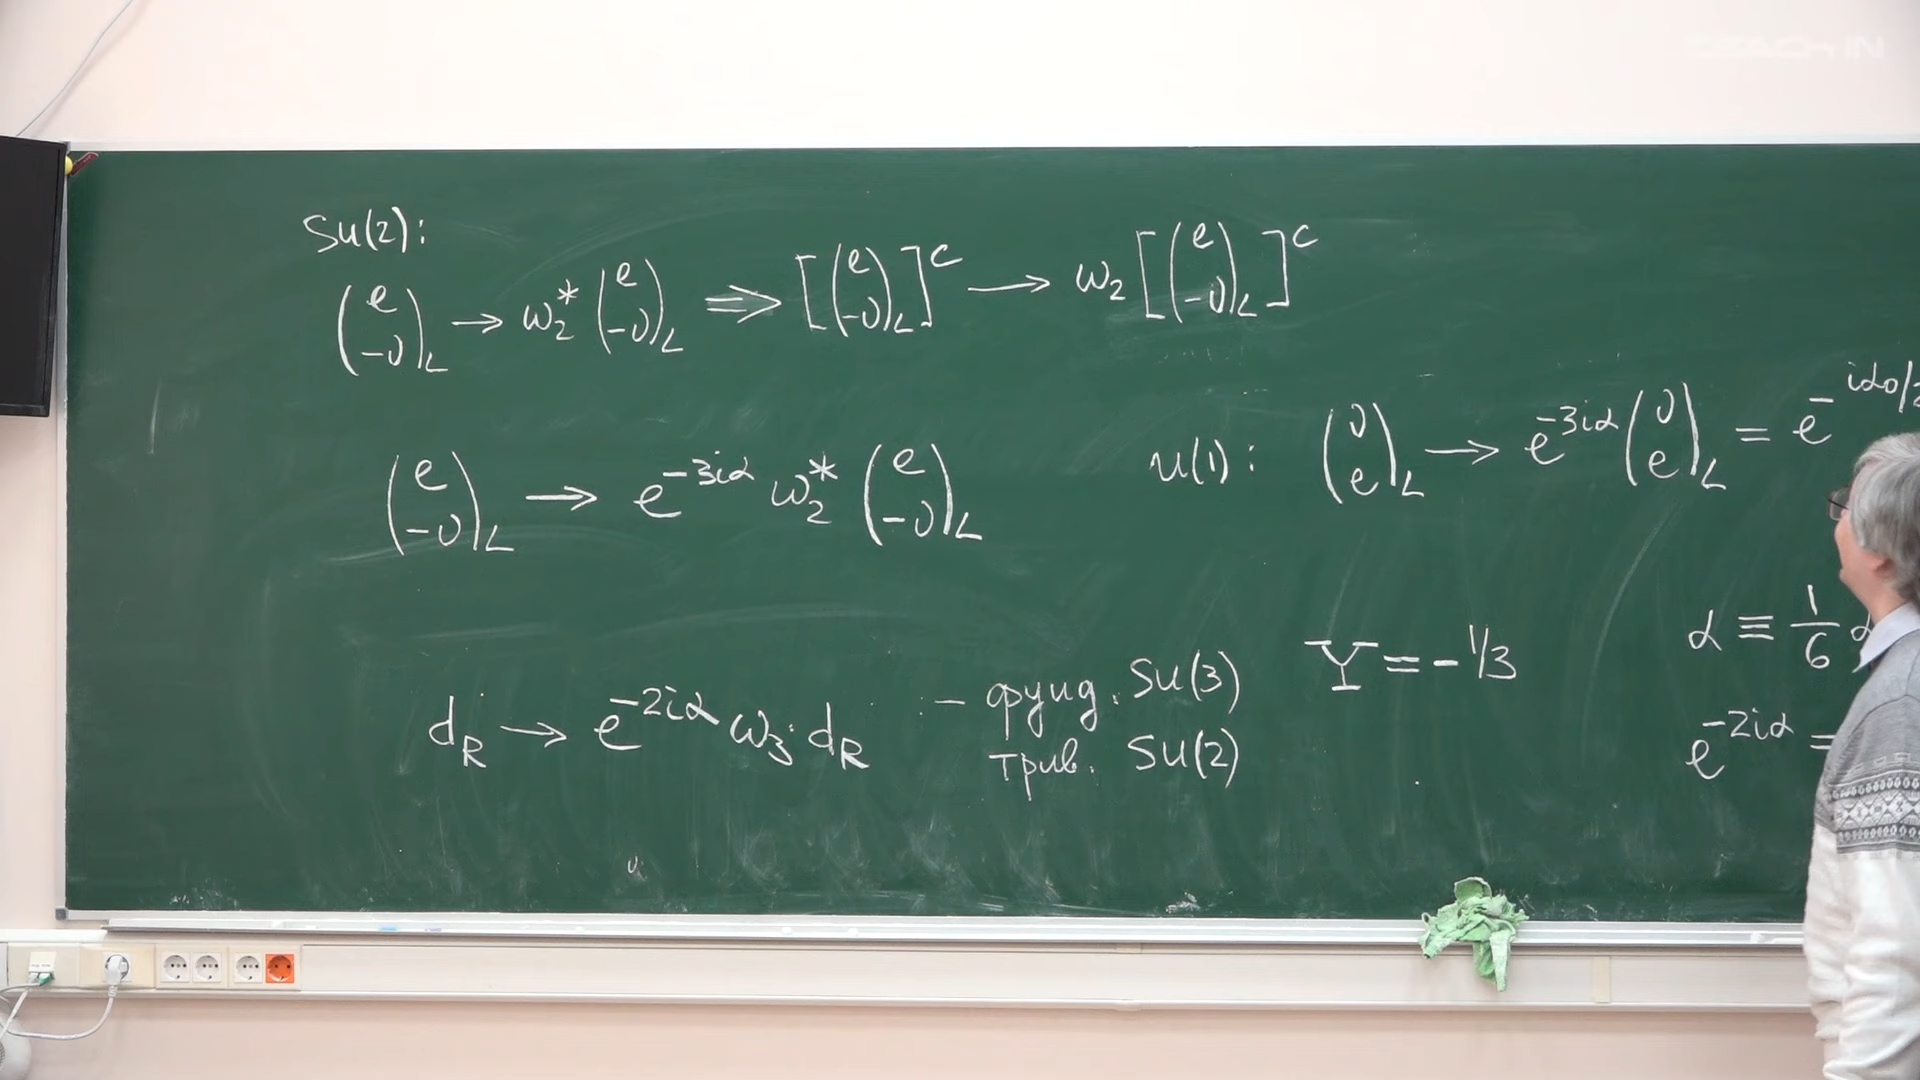 SU(2):
(e -ν)_L → ω₂* (e -ν)_L ⇒ [(e -ν)_L]^c → ω₂ [(e -ν)_L]^c
(e -ν)_L → e^{-3iα} ω₂* (e -ν)_L
u(1): (ν e)_L → e^{-3iα} (ν e)_L = e^{-iα₀/2
α ≡ 1/6 α
d_R → e^{-2iα} ω₃ d_R – фунд. SU(3) Y = -1/3
трив. SU(2)
e^{-2iα} =